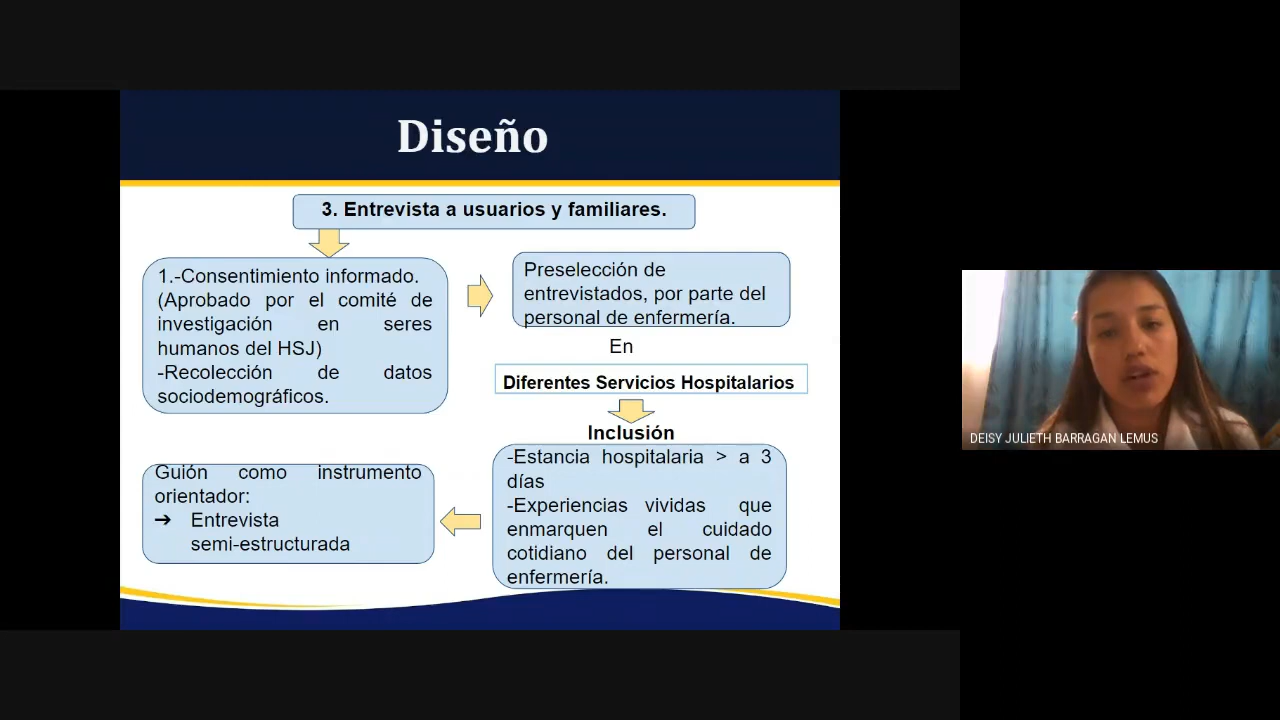 Diseño
3. Entrevista a usuarios y familiares.
1.-Consentimiento informado.
(Aprobado por el comité de
investigación en seres
humanos del HSJ)
-Recolección de datos
sociodemográficos.
Preselección de
entrevistados, por parte del
personal de enfermería.
En
Diferentes Servicios Hospitalarios
Inclusión
-Estancia hospitalaria > a 3
días
-Experiencias vividas que
enmarquen el cuidado
cotidiano del personal de
enfermería.
Guión como instrumento
orientador:
➔ Entrevista
semi-estructurada
DEISY JULIETH BARRAGAN LEMUS